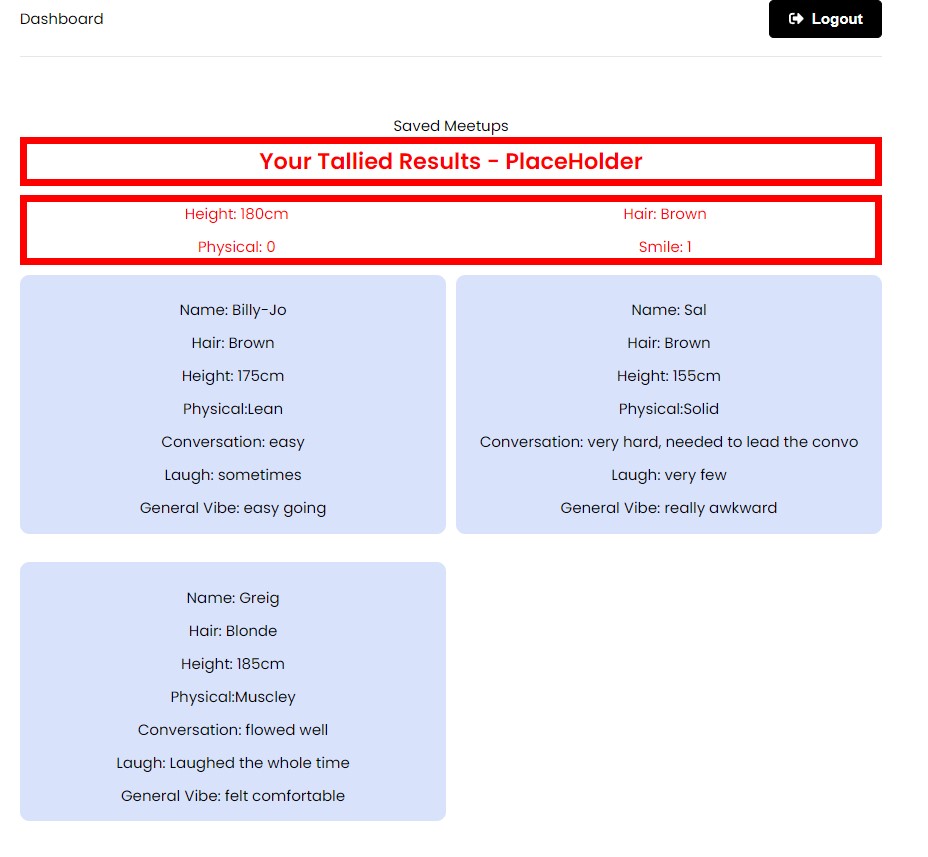 Dashboard
Logout
Saved Meetups
Your Tallied Results - PlaceHolder
Height: 180cm
Hair: Brown
Physical: 0
Smile: 1
Name: Billy-Jo
Hair: Brown
Height: 175cm
Physical:Lean
Conversation: easy
Laugh: sometimes
General Vibe: easy going
Name: Sal
Hair: Brown
Height: 155cm
Physical:Solid
Conversation: very hard, needed to lead the convo
Laugh: very few
General Vibe: really awkward
Name: Greig
Hair: Blonde
Height: 185cm
Physical:Muscley
Conversation: flowed well
Laugh: Laughed the whole time
General Vibe: felt comfortable